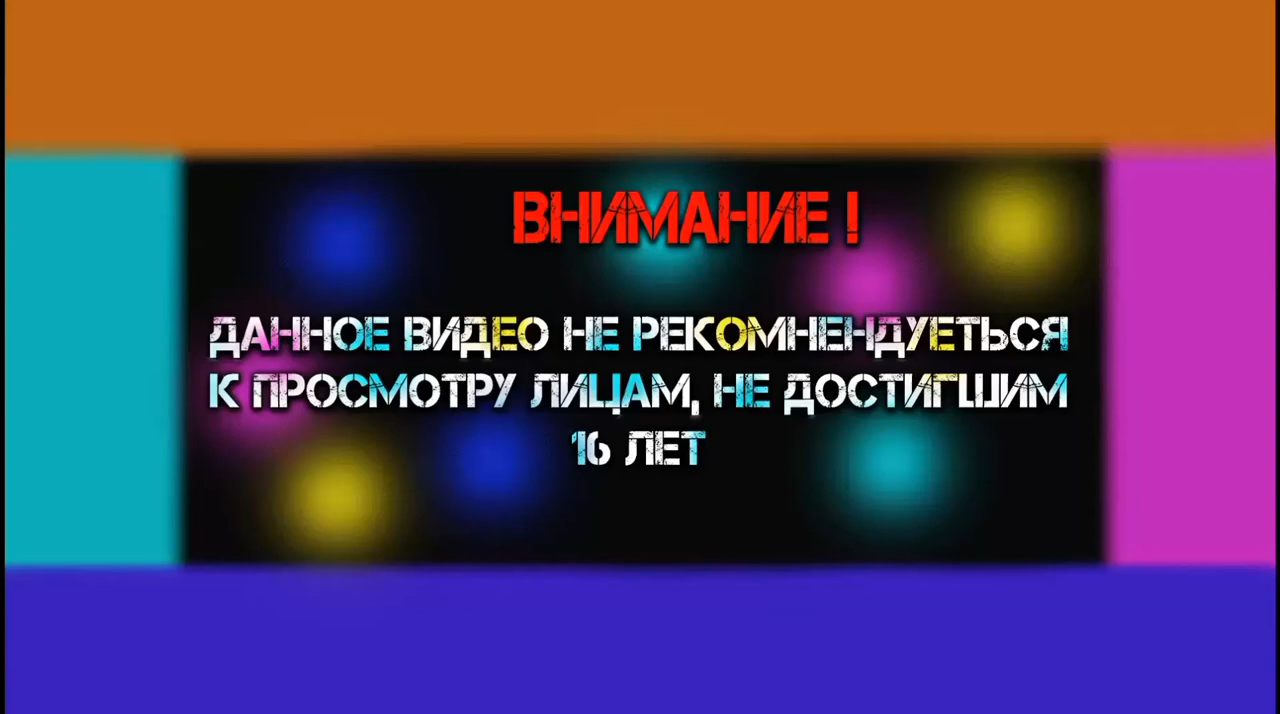 ВНИМАНИЕ !
ДАННОЕ ВИДЕО НЕ РЕКОМНЕНДУЕТЬСЯ
К ПРОСМОТРУ ЛИЦАМ, НЕ ДОСТИГШИМ
16 ЛЕТ